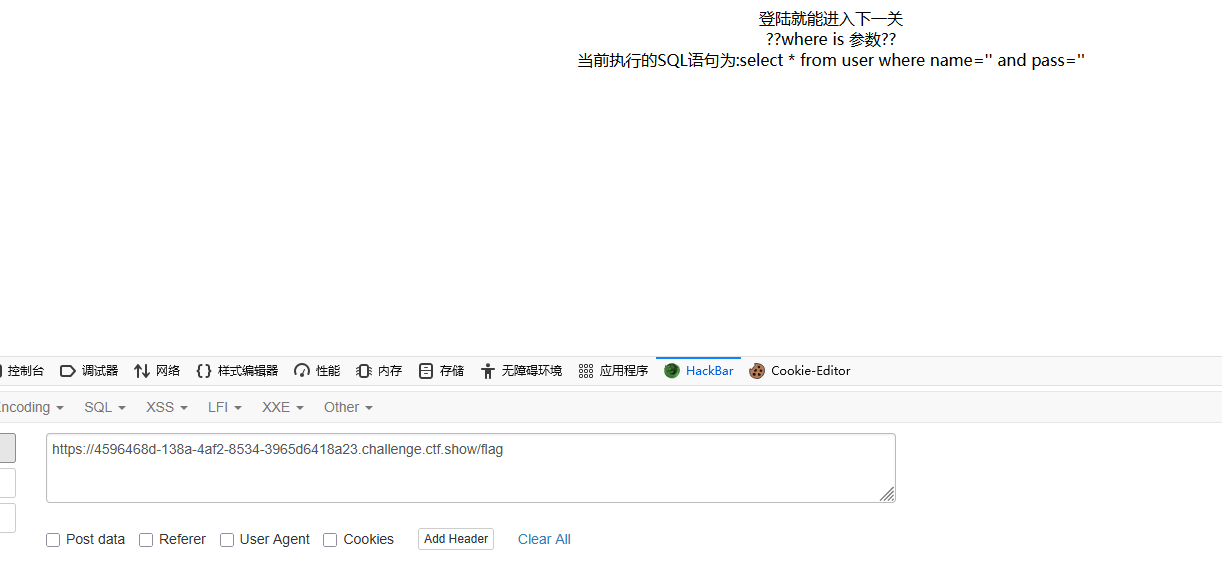 登陆就能进入下一关
??where is 参数??
当前执行的SQL语句为:select * from user where name='' and pass=''
控制台 调试器 网络 样式编辑器 性能 内存 存储 无障碍环境 应用程序 HackBar Cookie-Editor
Encoding SQL XSS LFI XXE Other
https://4596468d-138a-4af2-8534-3965d6418a23.challenge.ctf.show/flag
Post data Referer User Agent Cookies Add Header Clear All